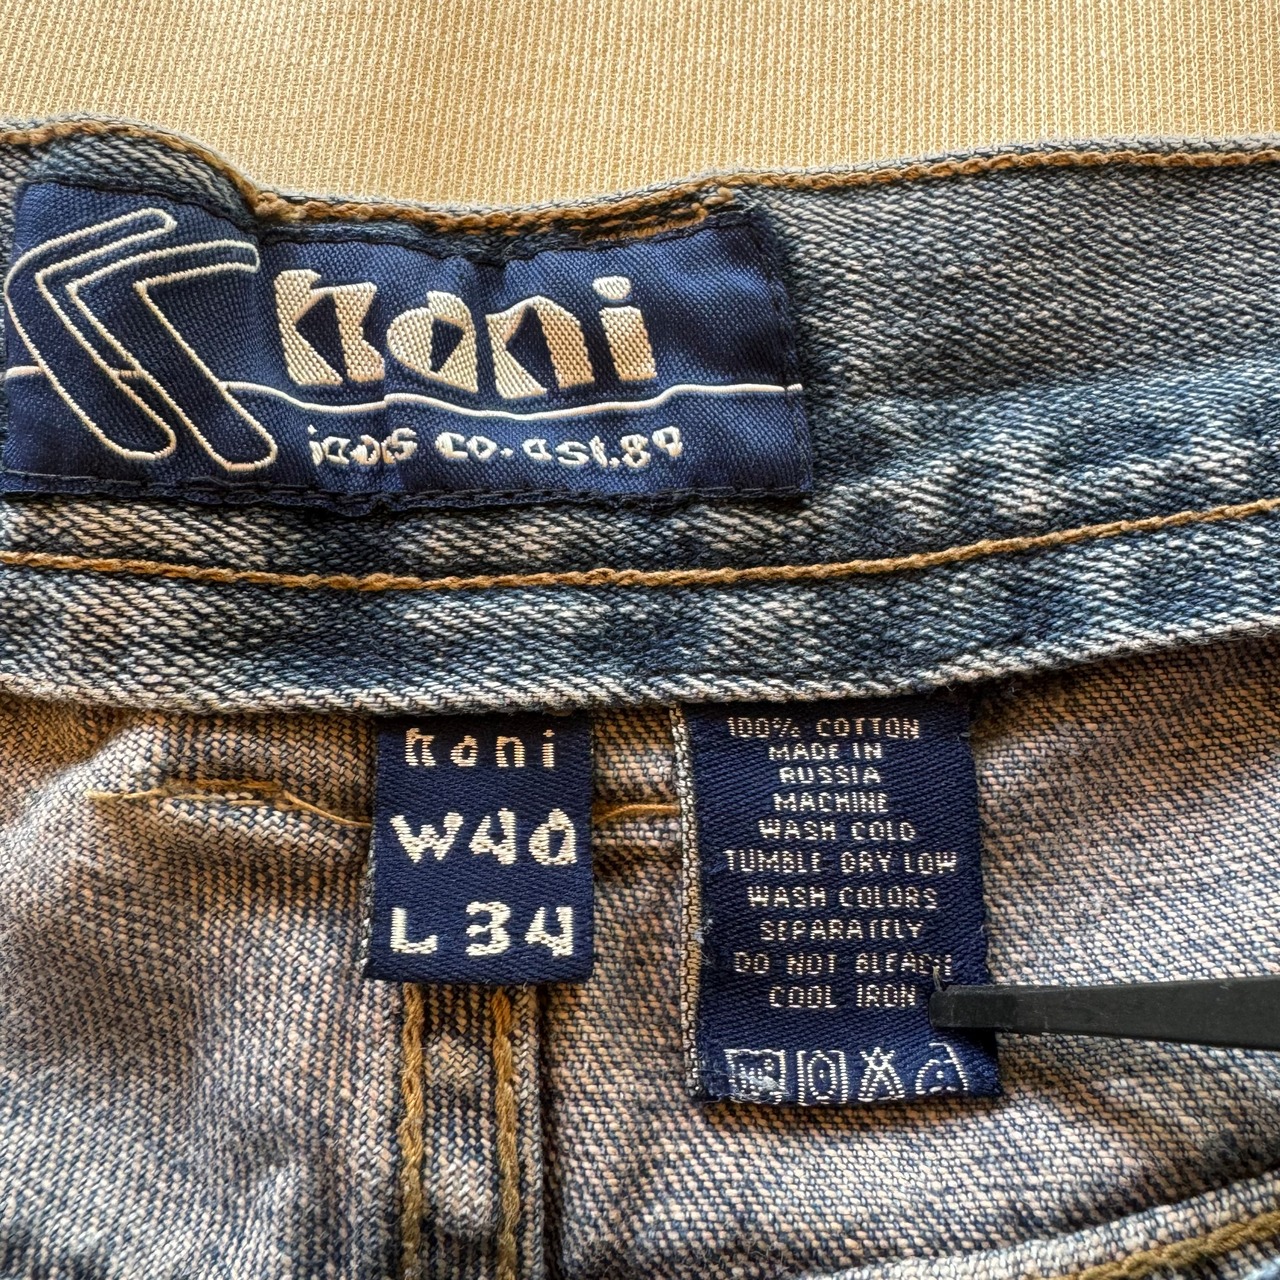 Kani
jeans co. est. 89
Kani
W40
L 34
100% COTTON
MADE IN
RUSSIA
MACHINE
WASH COLD
TUMBLE DRY LOW
WASH COLORS
SEPARATELY
DO NOT BLEACH
COOL IRON